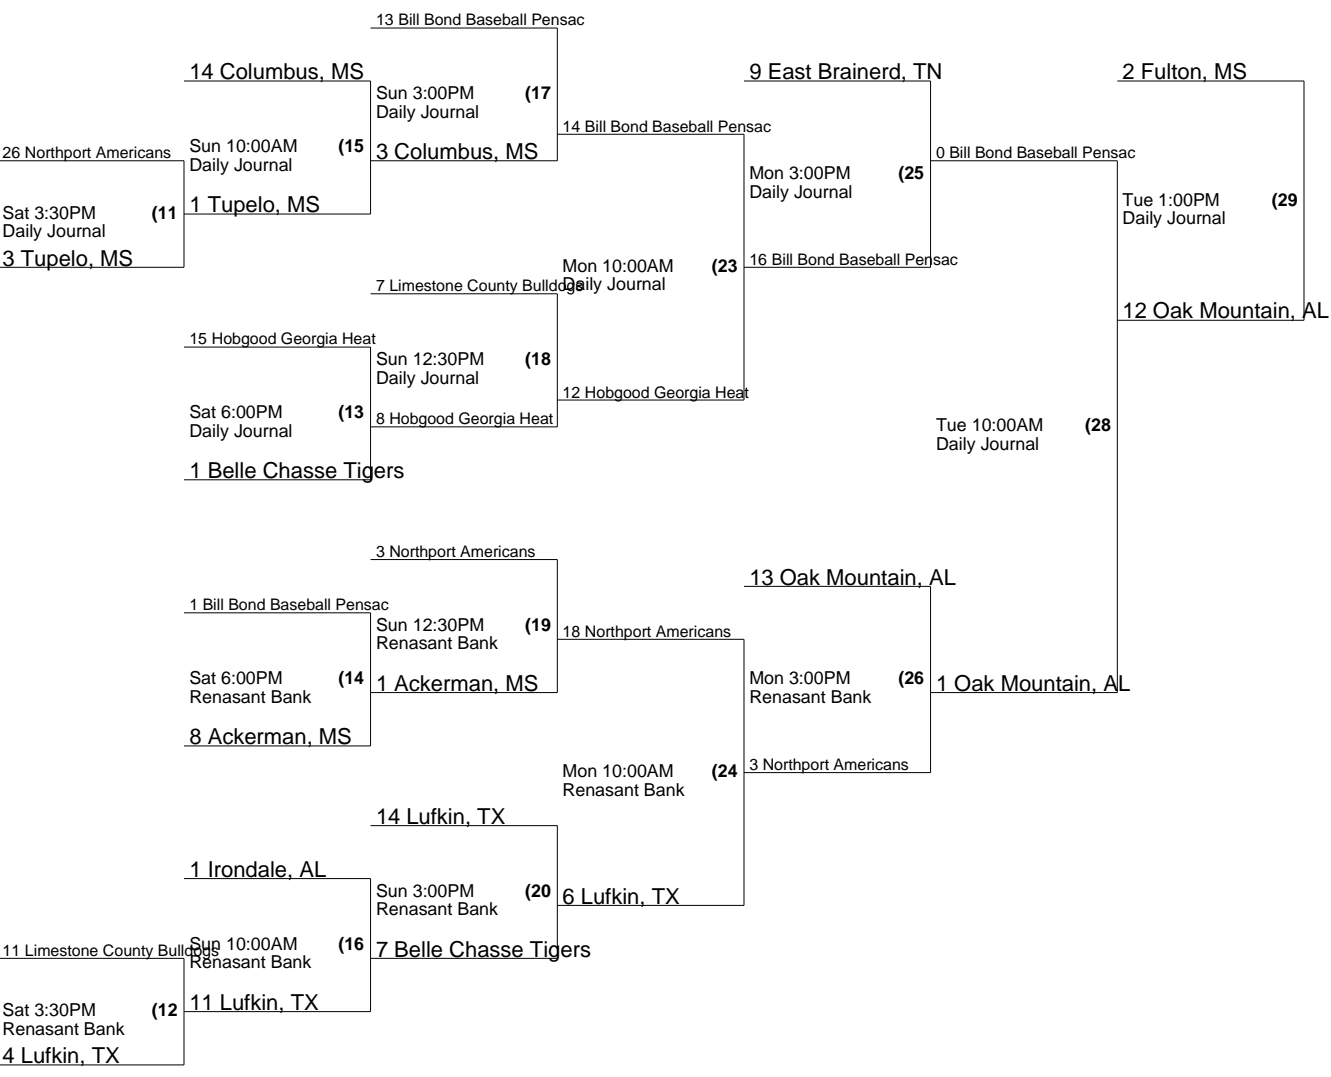 13 Bill Bond Baseball Pensac
14 Columbus, MS
9 East Brainerd, TN
2 Fulton, MS
Sun 3:00PM (17
Daily Journal
14 Bill Bond Baseball Pensac
26 Northport Americans
Sun 10:00AM (15
Daily Journal
3 Columbus, MS
0 Bill Bond Baseball Pensac
Mon 3:00PM (25
Daily Journal
Sat 3:30PM (11
Daily Journal
1 Tupelo, MS
Tue 1:00PM (29
Daily Journal
3 Tupelo, MS
Mon 10:00AM (23
Daily Journal
16 Bill Bond Baseball Pensac
7 Limestone County Bulldogs
12 Oak Mountain, AL
15 Hobgood Georgia Heat
Sun 12:30PM (18
Daily Journal
12 Hobgood Georgia Heat
Sat 6:00PM (13
Daily Journal
8 Hobgood Georgia Heat
Tue 10:00AM (28
Daily Journal
1 Belle Chasse Tigers
3 Northport Americans
13 Oak Mountain, AL
1 Bill Bond Baseball Pensac
Sun 12:30PM (19
Renasant Bank
18 Northport Americans
Sat 6:00PM (14
Renasant Bank
1 Ackerman, MS
Mon 3:00PM (26
Renasant Bank
1 Oak Mountain, AL
8 Ackerman, MS
Mon 10:00AM (24
Renasant Bank
3 Northport Americans
14 Lufkin, TX
1 Irondale, AL
Sun 3:00PM (20
Renasant Bank
6 Lufkin, TX
11 Limestone County Bulldogs
Sun 10:00AM (16
Renasant Bank
7 Belle Chasse Tigers
Sat 3:30PM (12
Renasant Bank
11 Lufkin, TX
4 Lufkin, TX